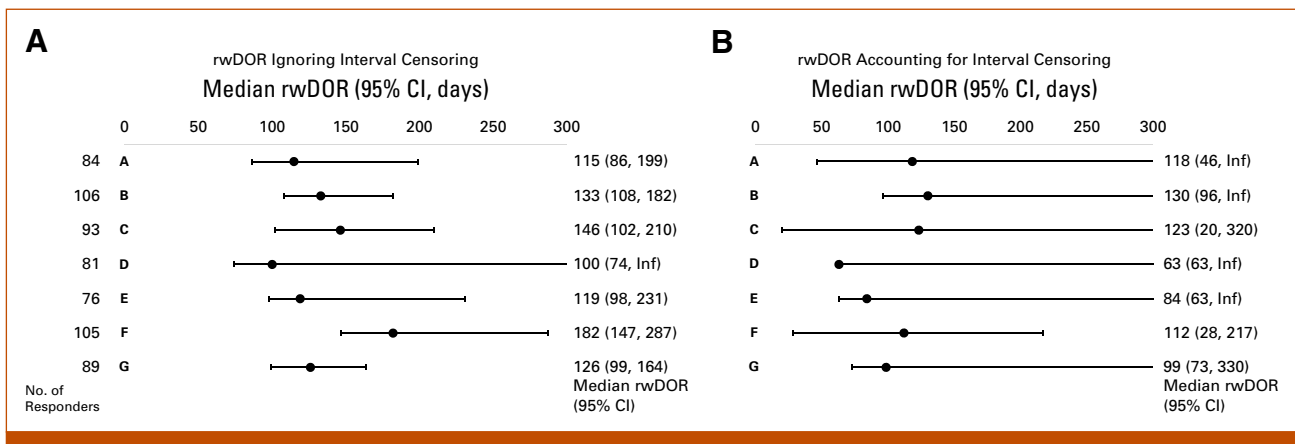 A
rwDOR Ignoring Interval Censoring
Median rwDOR (95% CI, days)
0 50 100 150 200 250 300
84 A 115 (86, 199)
106 B 133 (108, 182)
93 C 146 (102, 210)
81 D 100 (74, Inf)
76 E 119 (98, 231)
105 F 182 (147, 287)
89 G 126 (99, 164)
No. of
Responders
Median rwDOR
(95% CI)
B
rwDOR Accounting for Interval Censoring
Median rwDOR (95% CI, days)
0 50 100 150 200 250 300
A 118 (46, Inf)
B 130 (96, Inf)
C 123 (20, 320)
D 63 (63, Inf)
E 84 (63, Inf)
F 112 (28, 217)
G 99 (73, 330)
Median rwDOR
(95% CI)